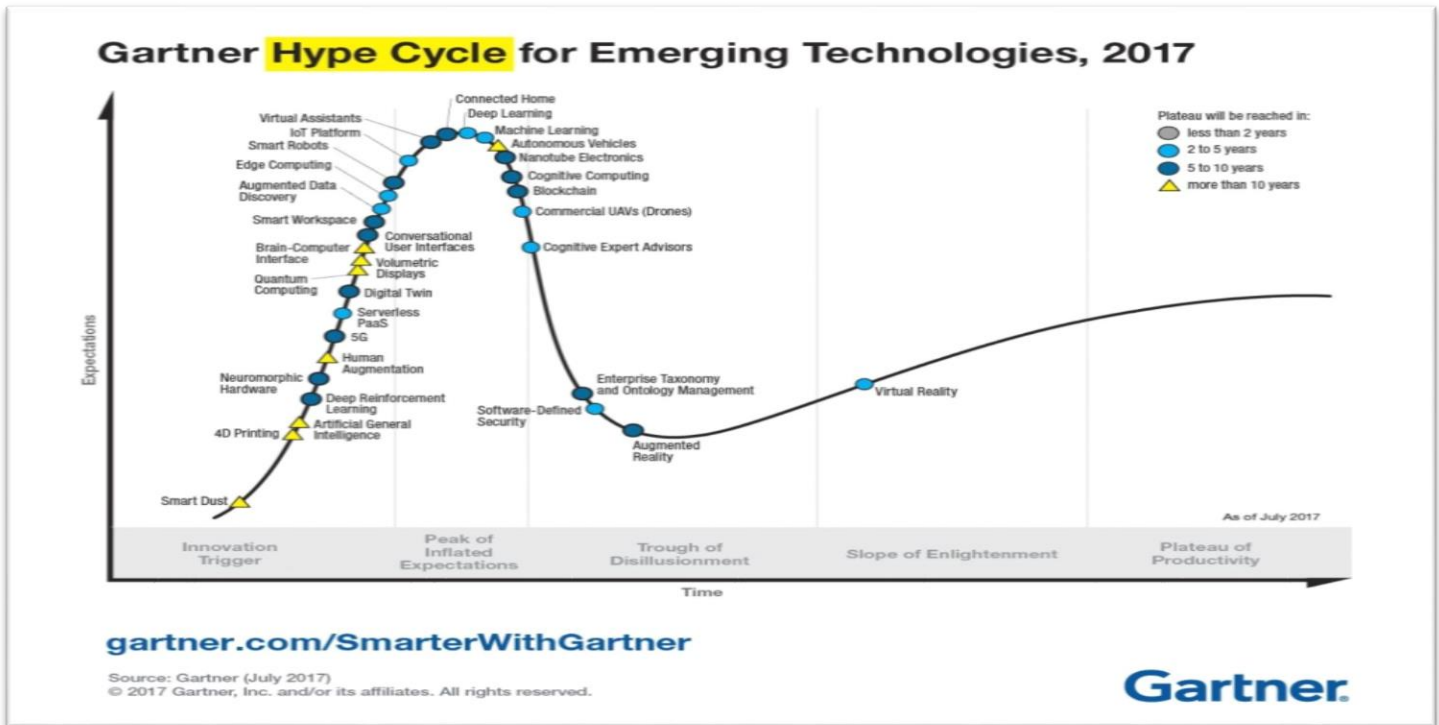 Gartner Hype Cycle for Emerging Technologies, 2017
Expectations
Connected Home
Virtual Assistants
Deep Learning
IoT Platform
Machine Learning
Smart Robots
Autonomous Vehicles
Nanotube Electronics
Edge Computing
Cognitive Computing
Augmented Data
Discovery
Blockchain
Commercial UAVs (Drones)
Smart Workspace
Conversational
User Interfaces
Brain-Computer
Interface
Cognitive Expert Advisors
Volumetric
Displays
Quantum
Computing
Digital Twin
Serverless
PaaS
5G
Human
Augmentation
Neuromorphic
Hardware
Deep Reinforcement
Learning
Artificial General
Intelligence
4D Printing
Smart Dust
Enterprise Taxonomy
and Ontology Management
Software-Defined
Security
Augmented
Reality
Virtual Reality
Plateau will be reached in:
less than 2 years
2 to 5 years
5 to 10 years
more than 10 years
As of July 2017
Innovation
Trigger
Peak of
Inflated
Expectations
Trough of
Disillusionment
Slope of Enlightenment
Plateau of
Productivity
Time
gartner.com/SmarterWithGartner
Source: Gartner (July 2017)
© 2017 Gartner, Inc. and/or its affiliates. All rights reserved.
Gartner.